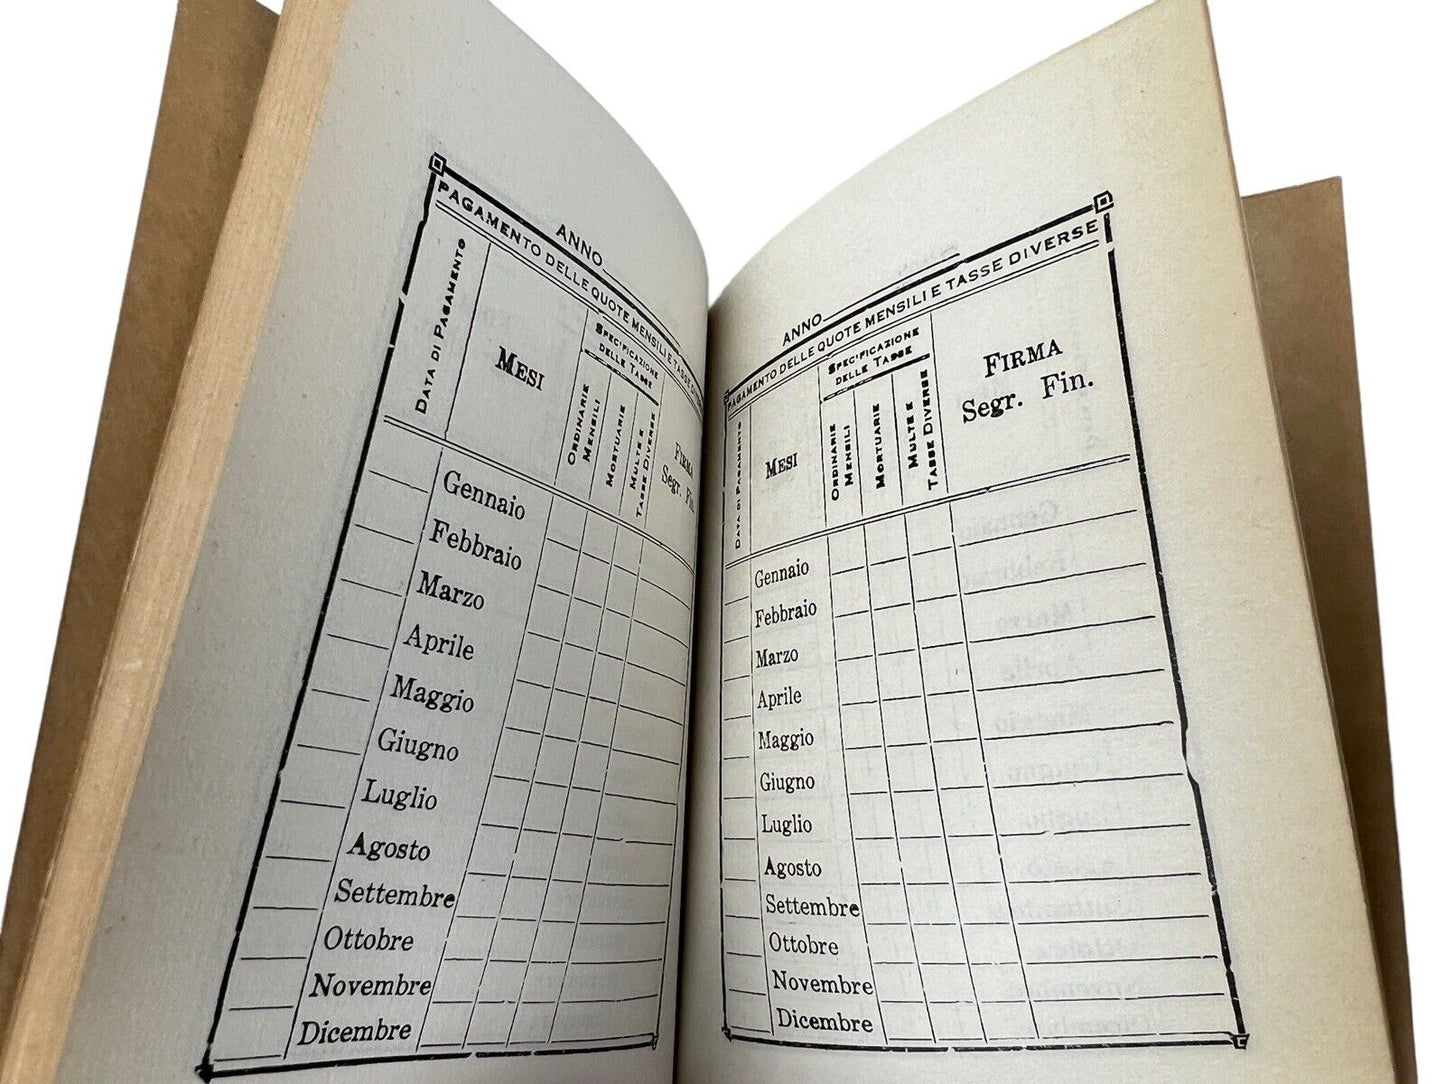 ANNO
PAGAMENTO DELLE QUOTE MENSILI E TASSE
DATA DI PAGAMENTO
MESI
SPECIFICAZIONE
DELLE TASSE
ORDINARIE
MENSILI
MORTUARIE
MULTE E
TASSE DIVERSE
FIRMA
Segr. Fin.
Gennaio
Febbraio
Marzo
Aprile
Maggio
Giugno
Luglio
Agosto
Settembre
Ottobre
Novembre
Dicembre
ANNO
PAGAMENTO DELLE QUOTE MENSILI E TASSE DIVERSE
DATA DI PAGAMENTO
MESI
SPECIFICAZIONE
DELLE TASSE
ORDINARIE
MENSILI
MORTUARIE
MULTE E
TASSE DIVERSE
FIRMA
Segr. Fin.
Gennaio
Febbraio
Marzo
Aprile
Maggio
Giugno
Luglio
Agosto
Settembre
Ottobre
Novembre
Dicembre